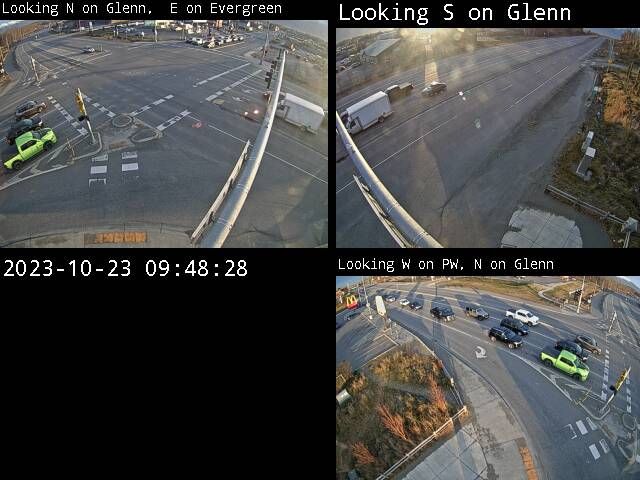 Looking N on Glenn,  E on Evergreen
Looking S on Glenn
2023-10-23 09:48:28
Looking W on PW, N on Glenn